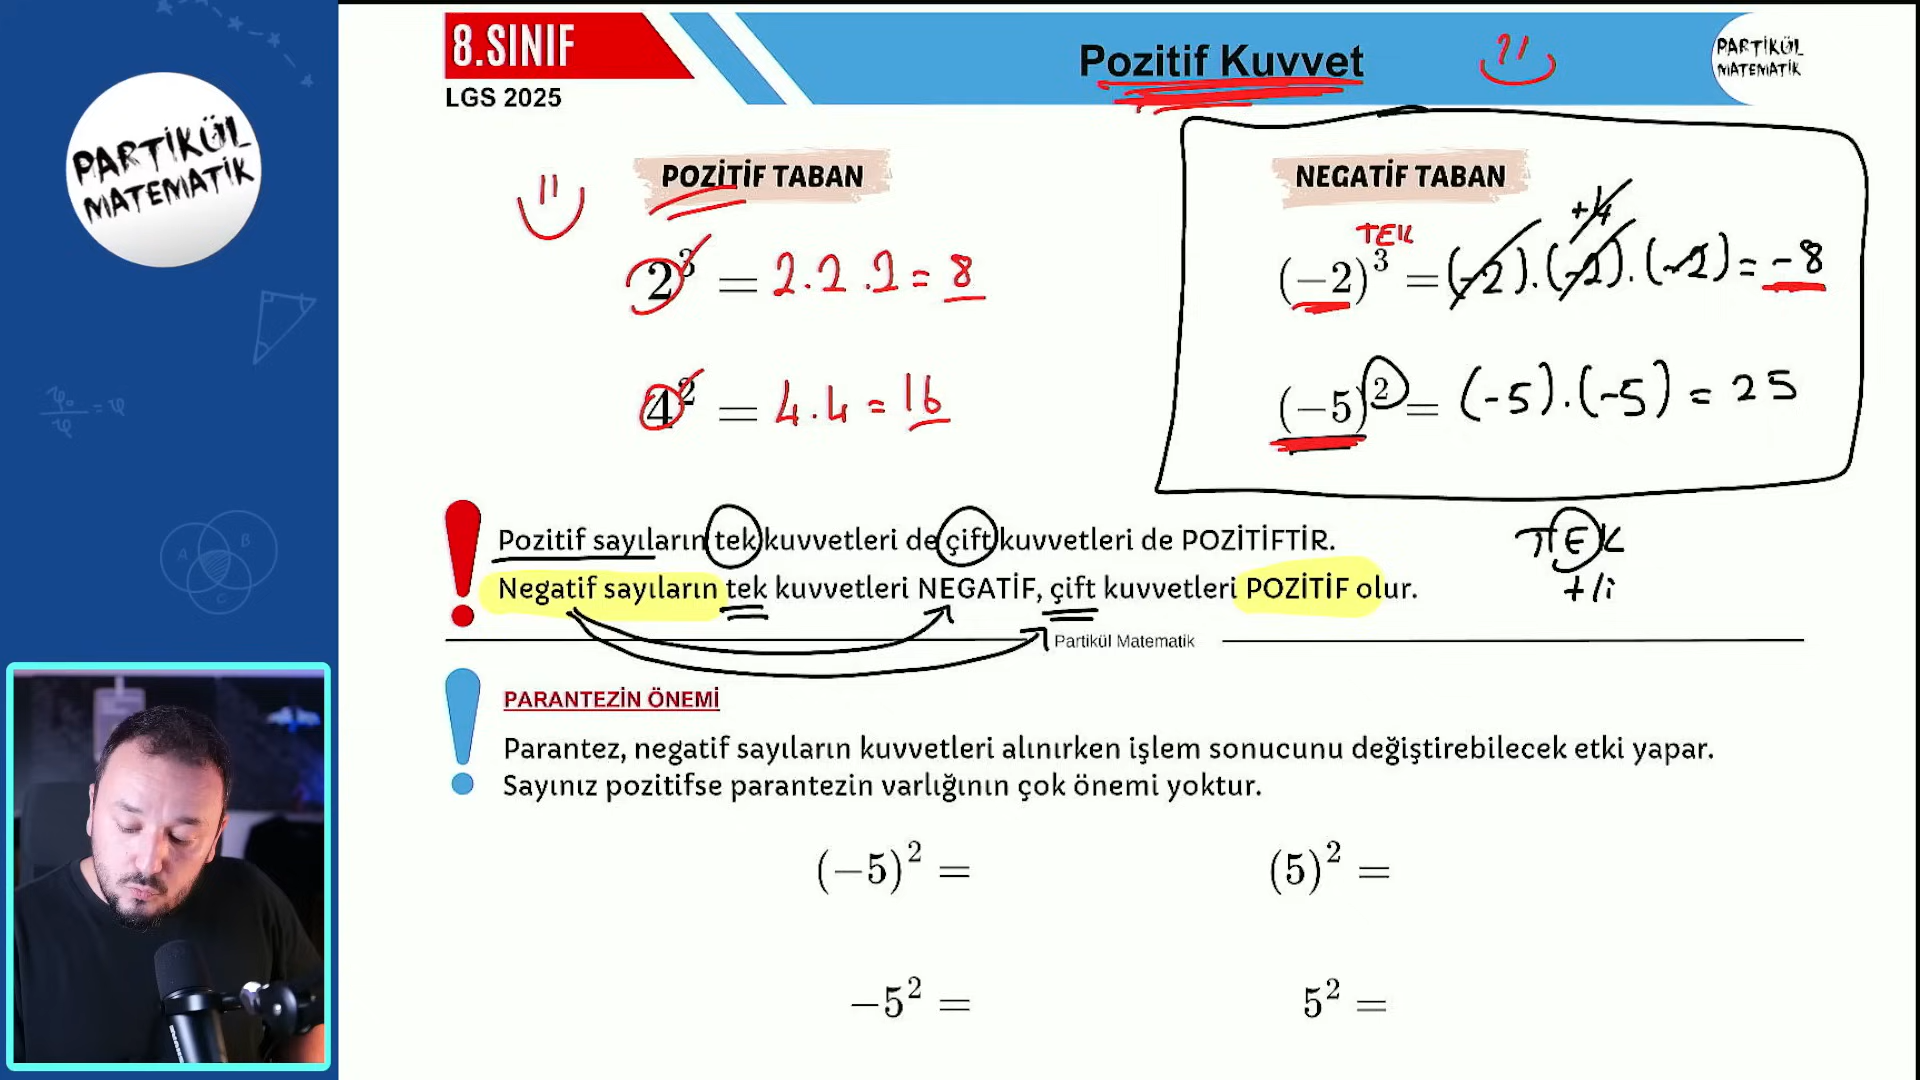 PARTİKÜL
MATEMATİK
8.SINIF
LGS 2025
Pozitif Kuvvet
PARTİKÜL
MATEMATİK
POZİTİF TABAN
2³ = 2.2.2 = 8
4² = 4.4 = 16
NEGATİF TABAN
TEK
+4
(−2)³ = (-2).(-2).(-2) = -8
(−5)² = (-5).(-5) = 25
Pozitif sayıların tek kuvvetleri de çift kuvvetleri de POZİTİFTİR.
Negatif sayıların tek kuvvetleri NEGATİF, çift kuvvetleri POZİTİF olur.
TEK
+/i
Partikül Matematik
PARANTEZİN ÖNEMİ
Parantez, negatif sayıların kuvvetleri alınırken işlem sonucunu değiştirebilecek etki yapar.
Sayınız pozitifse parantezin varlığının çok önemi yoktur.
(−5)² =
(5)² =
−5² =
5² =